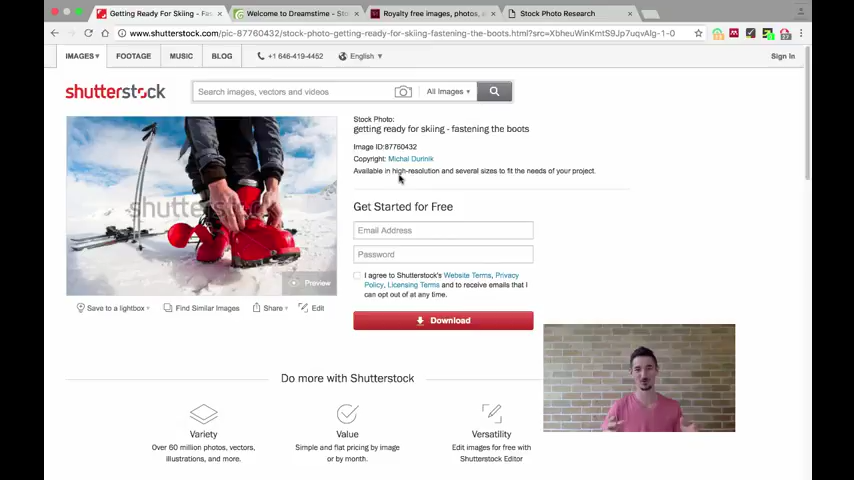 Getting Ready For Skiing - Fas
Welcome to Dreamstime - Sto
Royalty free images, photos,
Stock Photo Research
www.shutterstock.com/pic-87760432/stock-photo-getting-ready-for-skiing-fastening-the-boots.html?src=XbheuWinKmtS9Jp7uqvAlg-1-0
IMAGES
FOOTAGE
MUSIC
BLOG
+1 646-419-4452
English
Sign In
shutterstock
Search images, vectors and videos
All Images
Stock Photo:
getting ready for skiing - fastening the boots
Image ID:87760432
Copyright: Michal Durinik
Available in high-resolution and several sizes to fit the needs of your project.
shutterstock
Preview
Get Started for Free
Email Address
Password
I agree to Shutterstock's Website Terms, Privacy
Policy, Licensing Terms and to receive emails that I
can opt out of at any time.
Download
Save to a lightbox
Find Similar Images
Share
Edit
Do more with Shutterstock
Variety
Over 60 million photos, vectors,
illustrations, and more.
Value
Simple and flat pricing by image
or by month.
Versatility
Edit images for free with
Shutterstock Editor